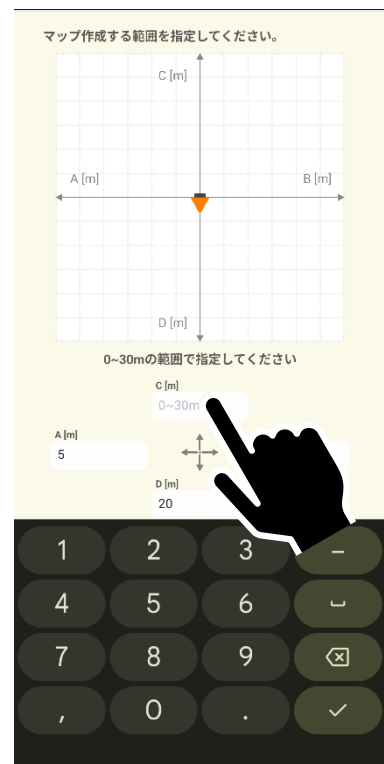 マップ作成する範囲を指定してください。
C [m]
A [m]
B [m]
D [m]
0~30mの範囲で指定してください
C [m]
0~30m
A [m]
5
D [m]
20
1 2 3 –
4 5 6
7 8 9
, 0 .